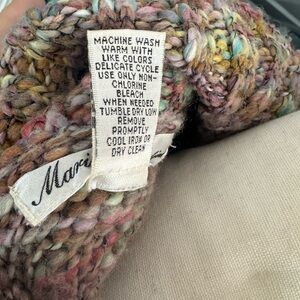 MACHINE WASH
WARM WITH
LIKE COLORS
DELICATE CYCLE
USE ONLY NON-
CHLORINE
BLEACH
WHEN NEEDED
TUMBLE DRY LOW
REMOVE
PROMPTLY
COOL IRON OR
DRY CLEAN